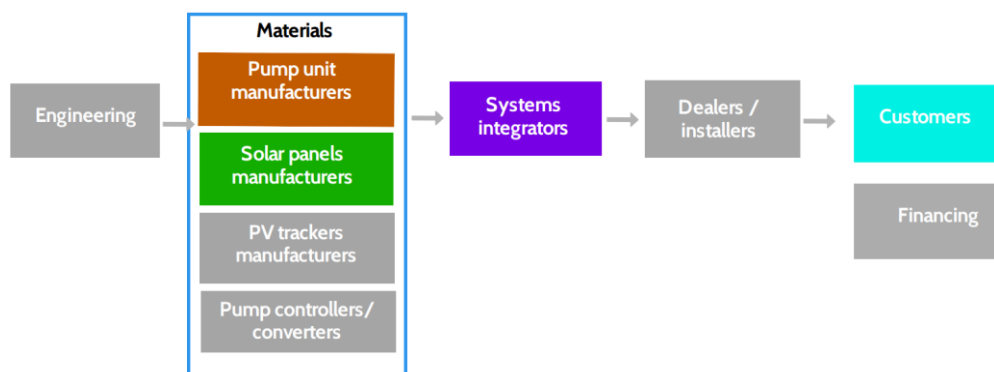 Materials
Engineering
Pump unit
manufacturers
Solar panels
manufacturers
PV trackers
manufacturers
Pump controllers/
converters
Systems
integrators
Dealers /
installers
Customers
Financing